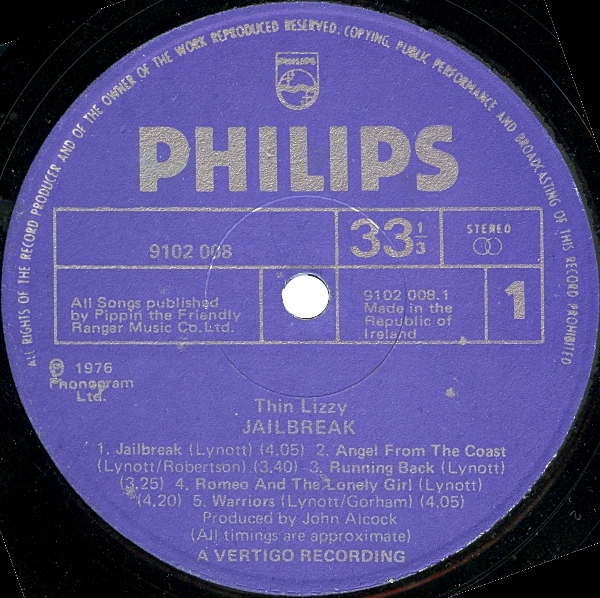 ALL RIGHTS OF THE RECORD PRODUCER AND OF THE OWNER OF THE WORK REPRODUCED RESERVED. COPYING, PUBLIC PERFORMANCE AND BROADCASTING OF THIS RECORD PROHIBITED
PHILIPS
PHILIPS
9102 008
33 1/3
STEREO
All Songs published
by Pippin the Friendly
Ranger Music Co.Ltd.
9102 008.1
Made in the
Republic of
Ireland
1
Ⓟ 1976
Phonogram
Ltd.
Thin Lizzy
JAILBREAK
1. Jailbreak (Lynott) (4.05) 2. Angel From The Coast
(Lynott/Robertson) (3.40) 3. Running Back (Lynott)
(3.25) 4. Romeo And The Lonely Girl (Lynott)
(4.20) 5. Warriors (Lynott/Gorham) (4.05)
Produced by John Alcock
(All timings are approximate)
A VERTIGO RECORDING